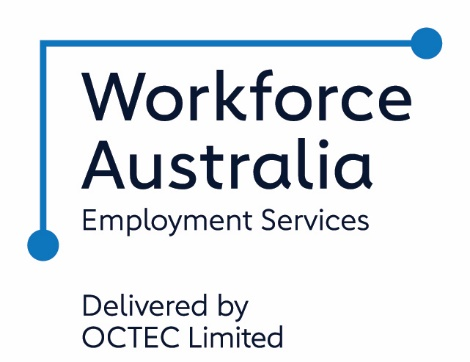 Workforce
Australia
Employment Services
Delivered by
OCTEC Limited